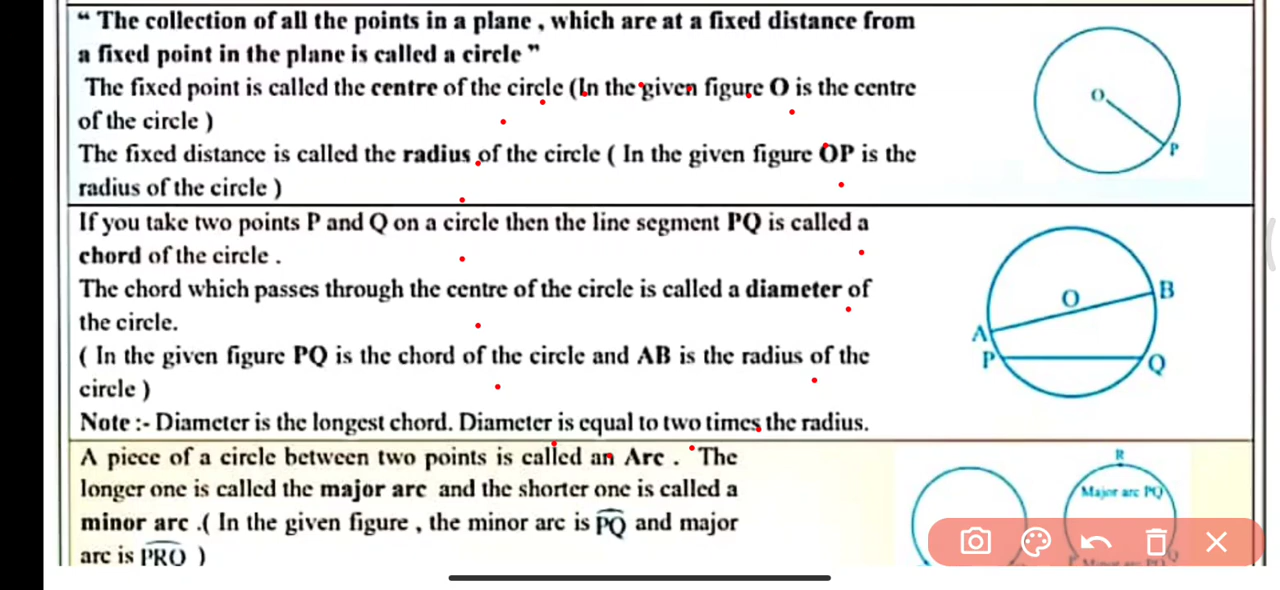 “ The collection of all the points in a plane , which are at a fixed distance from
a fixed point in the plane is called a circle ”
The fixed point is called the centre of the circle (In the given figure O is the centre
of the circle )
The fixed distance is called the radius of the circle ( In the given figure OP is the
radius of the circle )
O
P
If you take two points P and Q on a circle then the line segment PQ is called a
chord of the circle .
The chord which passes through the centre of the circle is called a diameter of
the circle.
( In the given figure PQ is the chord of the circle and AB is the radius of the
circle )
Note :- Diameter is the longest chord. Diameter is equal to two times the radius.
O
B
A
P
Q
A piece of a circle between two points is called an Arc . The
longer one is called the major arc and the shorter one is called a
minor arc .( In the given figure , the minor arc is PQ and major
arc is PRQ )
R
Major arc PQ